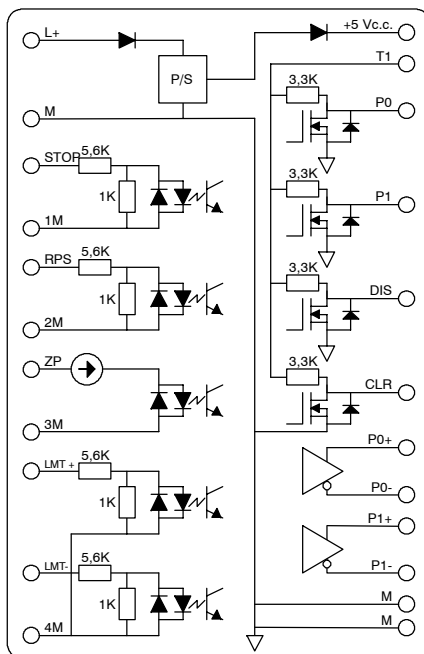 L+
P/S
M
STOP 5,6K
1K
1M
RPS 5,6K
1K
2M
ZP
3M
LMT + 5,6K
1K
LMT- 5,6K
1K
4M
+5 Vc.c.
T1
3,3K
P0
3,3K
P1
3,3K
DIS
3,3K
CLR
P0+
P0-
P1+
P1-
M
M